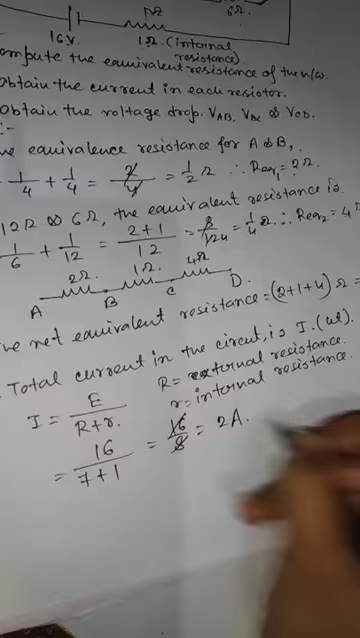 1Ω 6Ω
16V. 1Ω (internal resistance)
compute the equivalent resistance of the n/w.
obtain the current in each resistor.
obtain the voltage drop. VAB, VBC & VCD.
:-
equivalence resistance for A & B,
1/4 + 1/4 = 2/4 = 1/2 Ω ∴ Req₁ = 2Ω.
12Ω & 6Ω, the equivalent resistance is
1/6 + 1/12 = 2+1/12 = 3/12 4 = 1/4 Ω. ∴ Req₂ = 4
2Ω. 1Ω. 4Ω
A B C D.
net equivalent resistance = (2+1+4) Ω =
Total current in the circuit, is I. (let).
I = E/R+r. R = external resistance.
r = internal resistance.
= 16/7+1 = 16/8 = 2A.